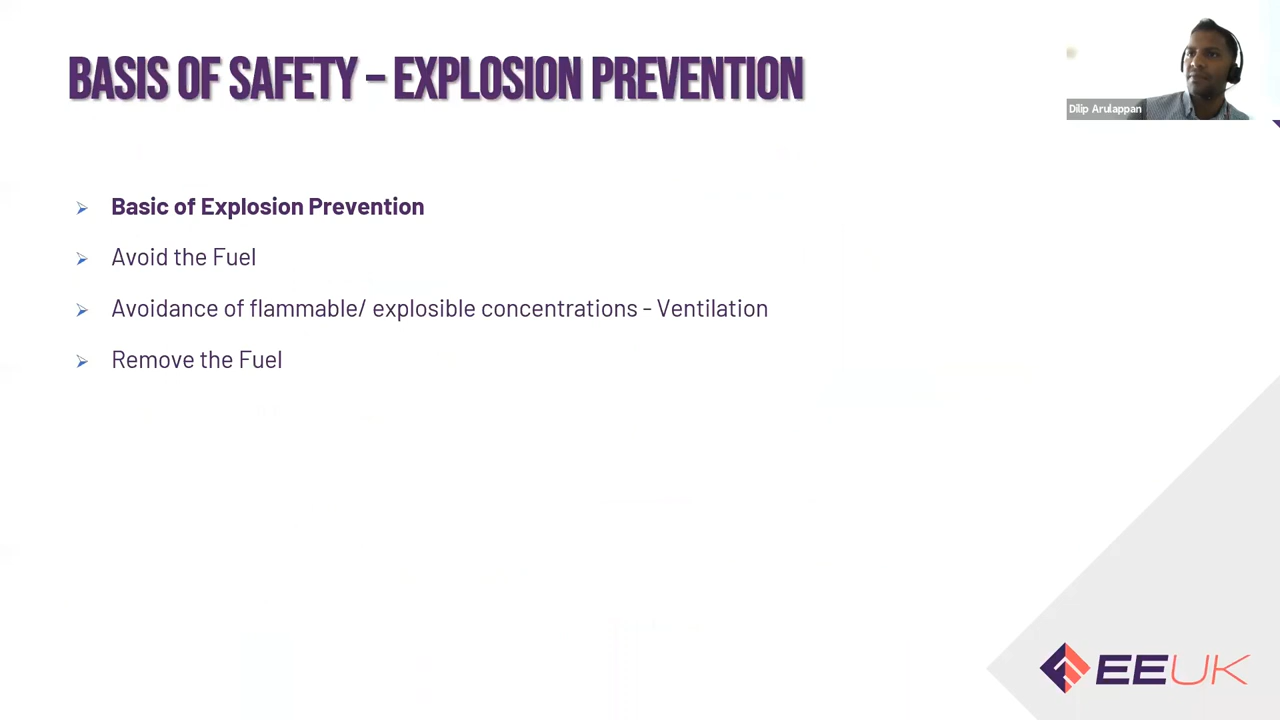 BASIS OF SAFETY – EXPLOSION PREVENTION
Dilip Arulappan
Basic of Explosion Prevention
Avoid the Fuel
Avoidance of flammable/ explosible concentrations - Ventilation
Remove the Fuel
EEUK